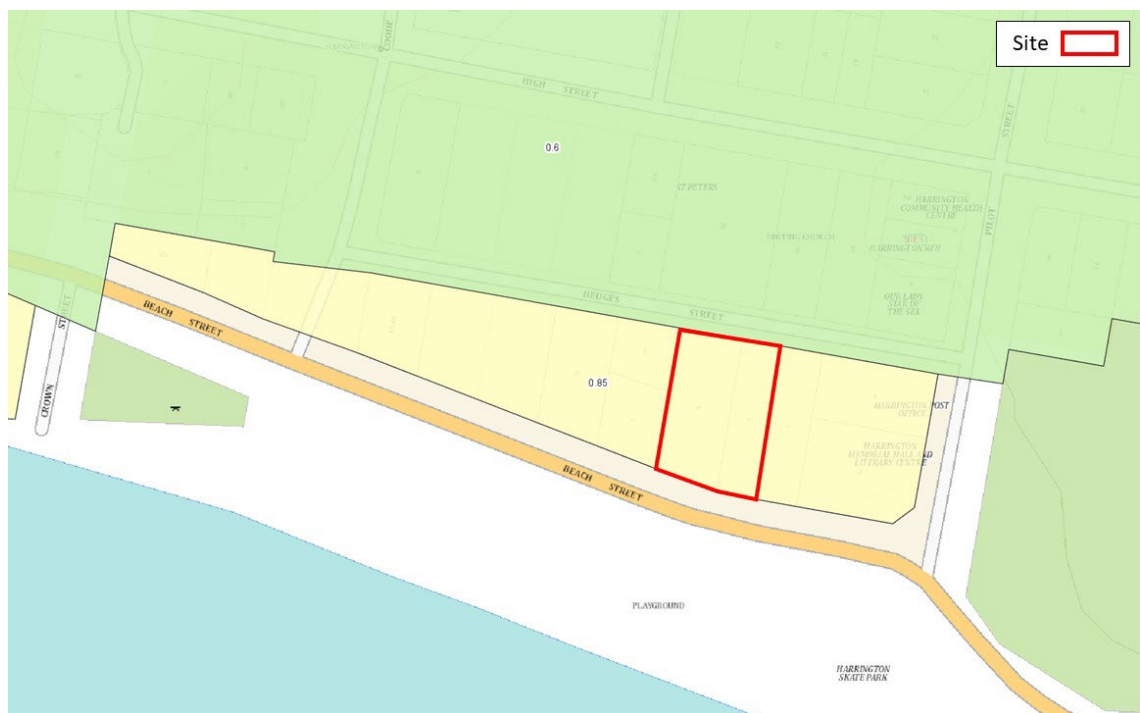 Site
HIGH STREET
0.6
ST PETERS
STREET
PILOT
HARRINGTON
COMMUNITY HEALTH
CENTRE
UNITING CHURCH
HARRINGTON RFB
OUR LADY
STAR OF
THE SEA
HEDGES STREET
BEACH STREET
STREET
CROWN
0.85
HARRINGTON POST
OFFICE
HARRINGTON
MEMORIAL HALL AND
LITERARY CENTRE
BEACH STREET
PLAYGROUND
HARRINGTON
SKATE PARK